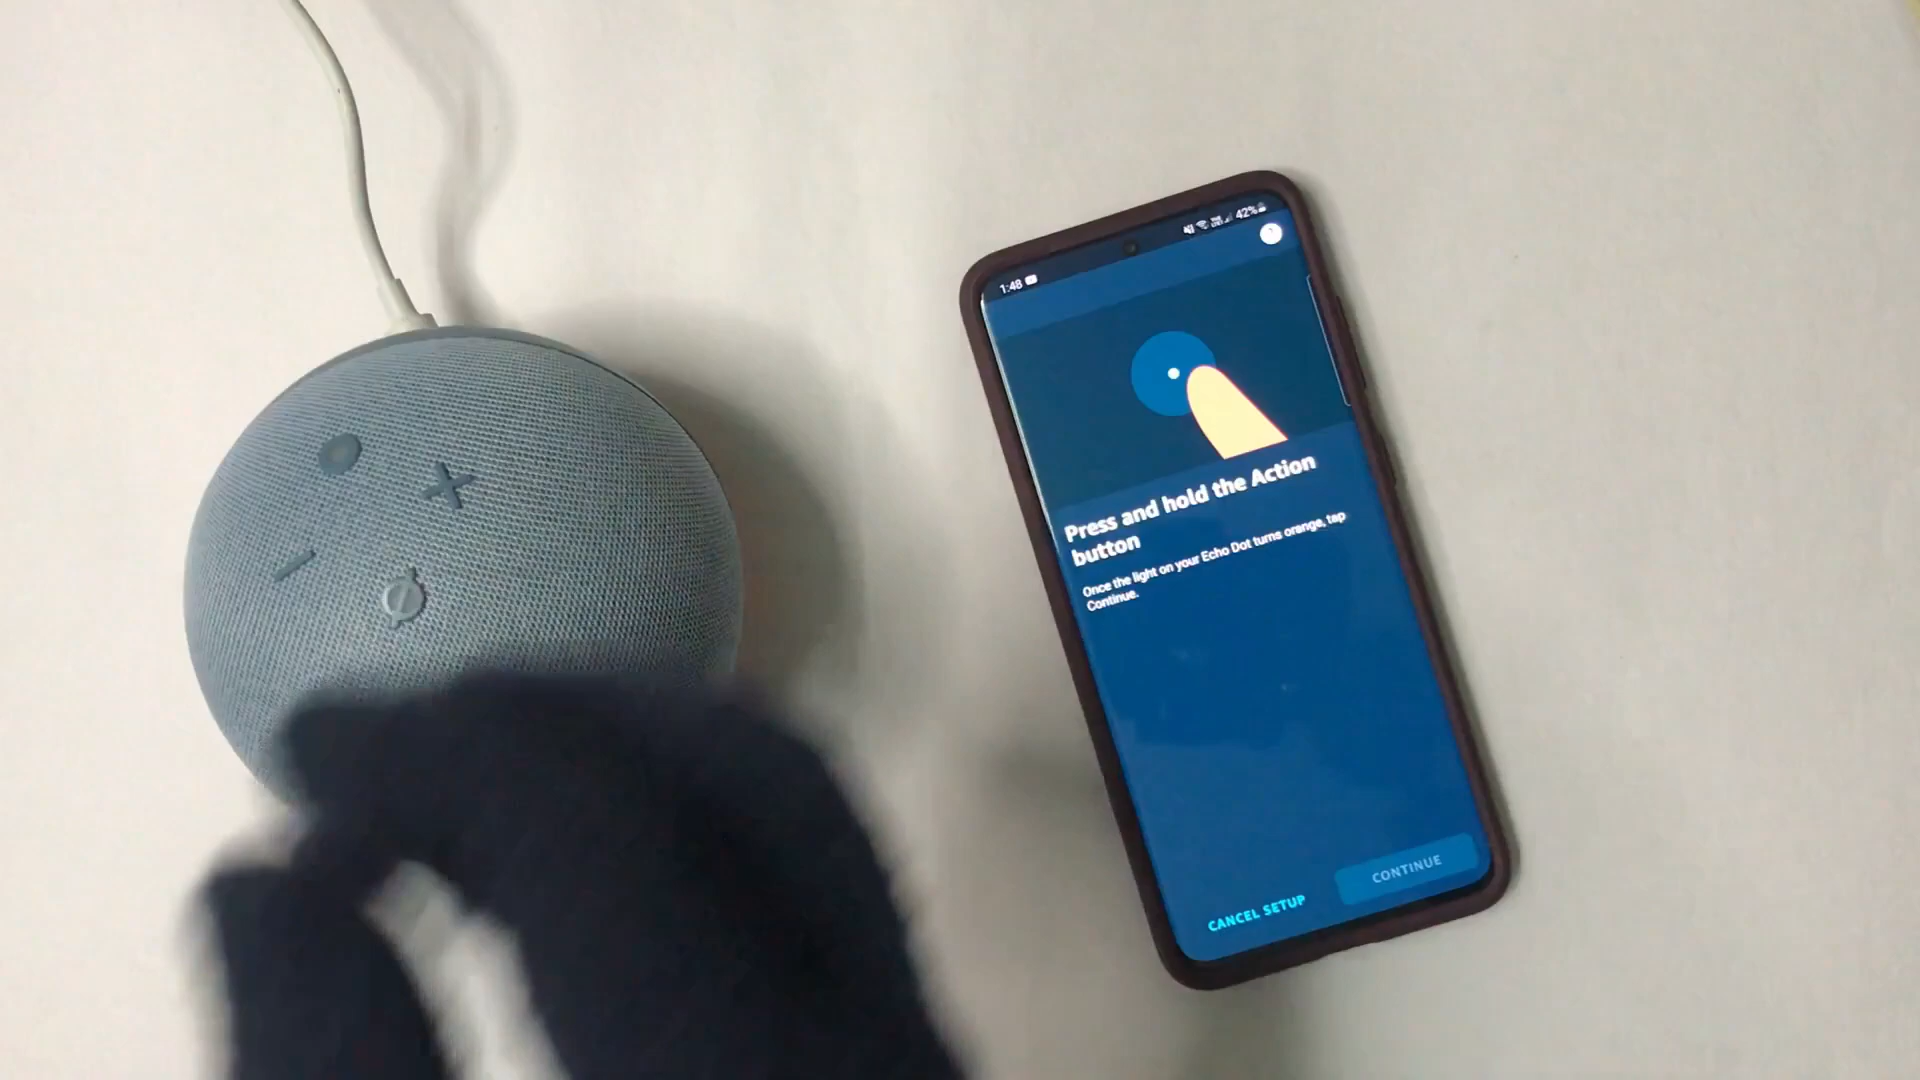 1:48 42%
Press and hold the Action
button
Once the light on your Echo Dot turns orange, tap
Continue.
CONTINUE
CANCEL SETUP